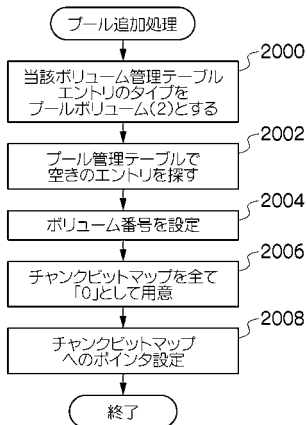 プール追加処理
2000
当該ボリューム管理テーブル
エントリのタイプを
プールボリューム(2)とする
2002
プール管理テーブルで
空きのエントリを探す
2004
ボリューム番号を設定
2006
チャンクビットマップを全て
「0」として用意
2008
チャンクビットマップ
へのポインタ設定
終了